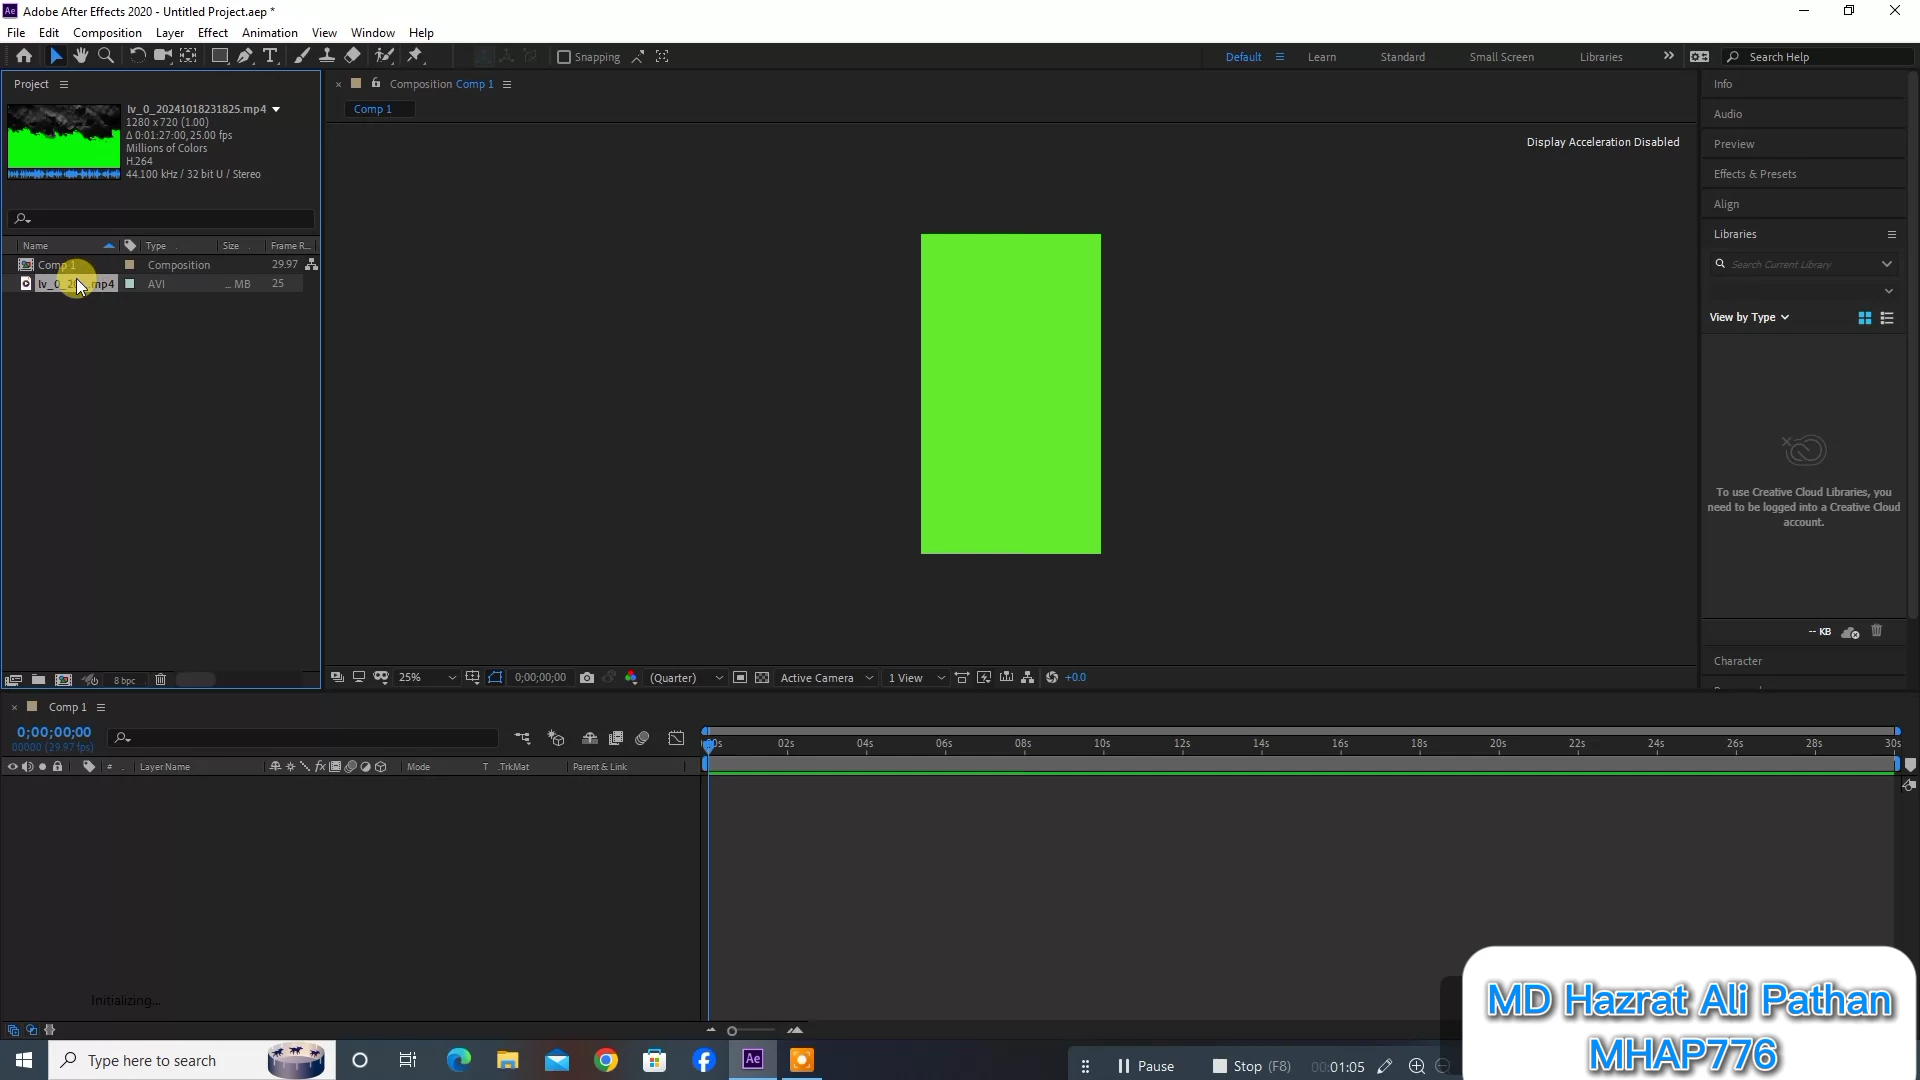 Adobe After Effects 2020 - Untitled Project.aep *
File Edit Composition Layer Effect Animation View Window Help
Snapping
Default Learn Standard Small Screen Libraries Search Help
Project
Composition Comp 1
Comp 1
lv_0_20241018231825.mp4
1280 x 720 (1.00)
Δ 0:01:27:00, 25.00 fps
Millions of Colors
H.264
44.100 kHz / 32 bit U / Stereo
Name Type Size Frame R...
Comp 1 Composition 29.97
AVI ... MB 25
8 bpc
Display Acceleration Disabled
25% 0;00;00;00 (Quarter) Active Camera 1 View +0.0
Info
Audio
Preview
Effects & Presets
Align
Libraries
Search Current Library
View by Type
To use Creative Cloud Libraries, you
need to be logged into a Creative Cloud
account.
-- KB
Character
Comp 1
0;00;00;00
00000 (29.97 fps)
# Layer Name fx Mode T .TrkMat Parent & Link
02s 04s 06s 08s 10s 12s 14s 16s 18s 20s 22s 24s 26s 28s 30s
Initializing...
MD Hazrat Ali Pathan
MHAP776
Type here to search
Ae
Pause Stop (F8) 00:01:05